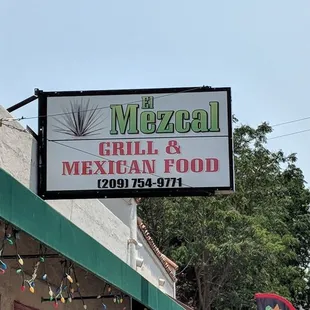 El
Mezcal
GRILL &
MEXICAN FOOD
(209) 754-9771